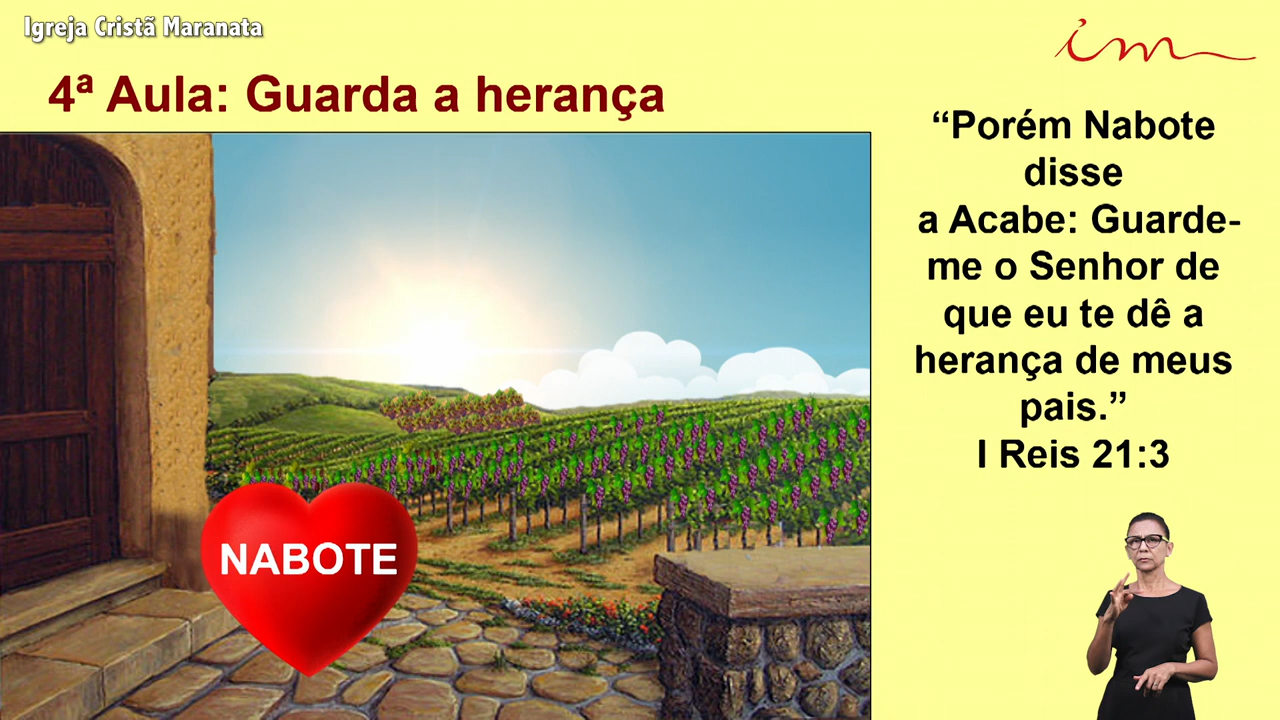 Igreja Cristã Maranata
im
4ª Aula: Guarda a herança
“Porém Nabote
disse
a Acabe: Guarde-
me o Senhor de
que eu te dê a
herança de meus
pais.”
I Reis 21:3
NABOTE